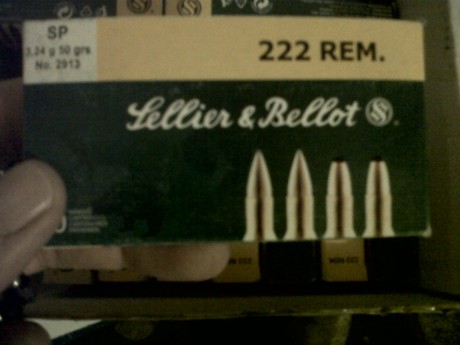 SP
3.24 g 50 grs
No. 2913
222 REM.
Sellier & Bellot